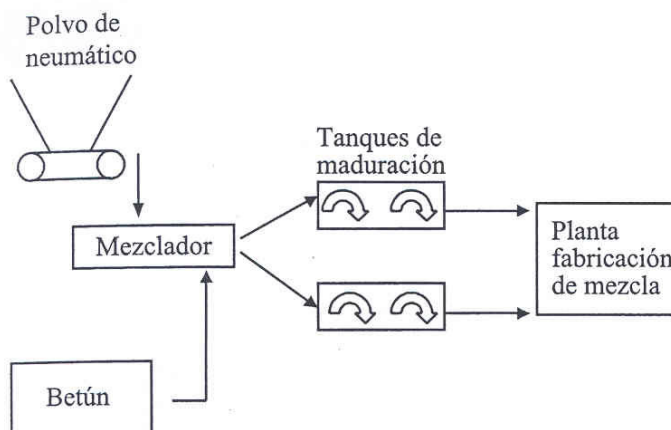 Polvo de
neumático
Tanques de
maduración
Mezclador
Planta
fabricación
de mezcla
Betún